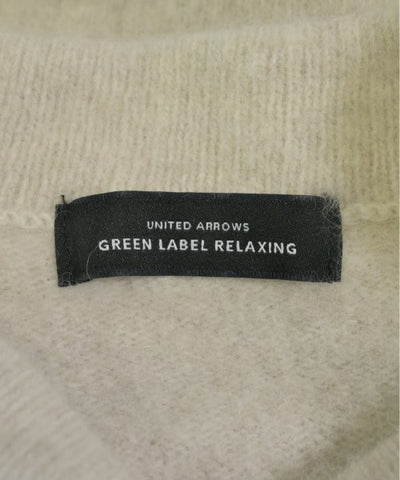 UNITED ARROWS
GREEN LABEL RELAXING